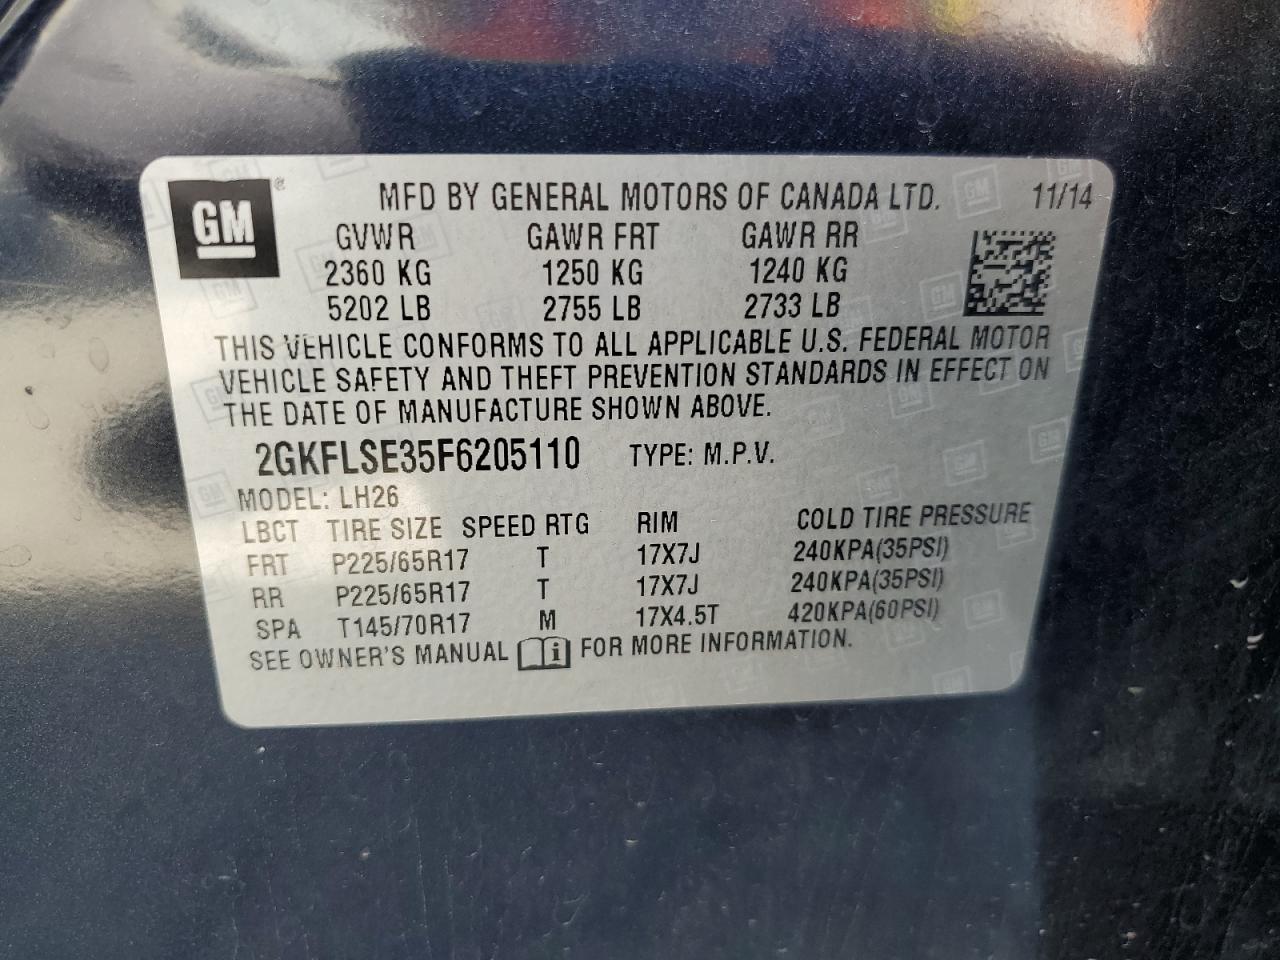 GM ® MFD BY GENERAL MOTORS OF CANADA LTD. 11/14
GVWR GAWR FRT GAWR RR
2360 KG 1250 KG 1240 KG
5202 LB 2755 LB 2733 LB
THIS VEHICLE CONFORMS TO ALL APPLICABLE U.S. FEDERAL MOTOR
VEHICLE SAFETY AND THEFT PREVENTION STANDARDS IN EFFECT ON
THE DATE OF MANUFACTURE SHOWN ABOVE.
2GKFLSE35F6205110 TYPE: M.P.V.
MODEL: LH26
LBCT TIRE SIZE SPEED RTG RIM COLD TIRE PRESSURE
FRT P225/65R17 T 17X7J 240KPA(35PSI)
RR P225/65R17 T 17X7J 240KPA(35PSI)
SPA T145/70R17 M 17X4.5T 420KPA(60PSI)
SEE OWNER'S MANUAL i FOR MORE INFORMATION.